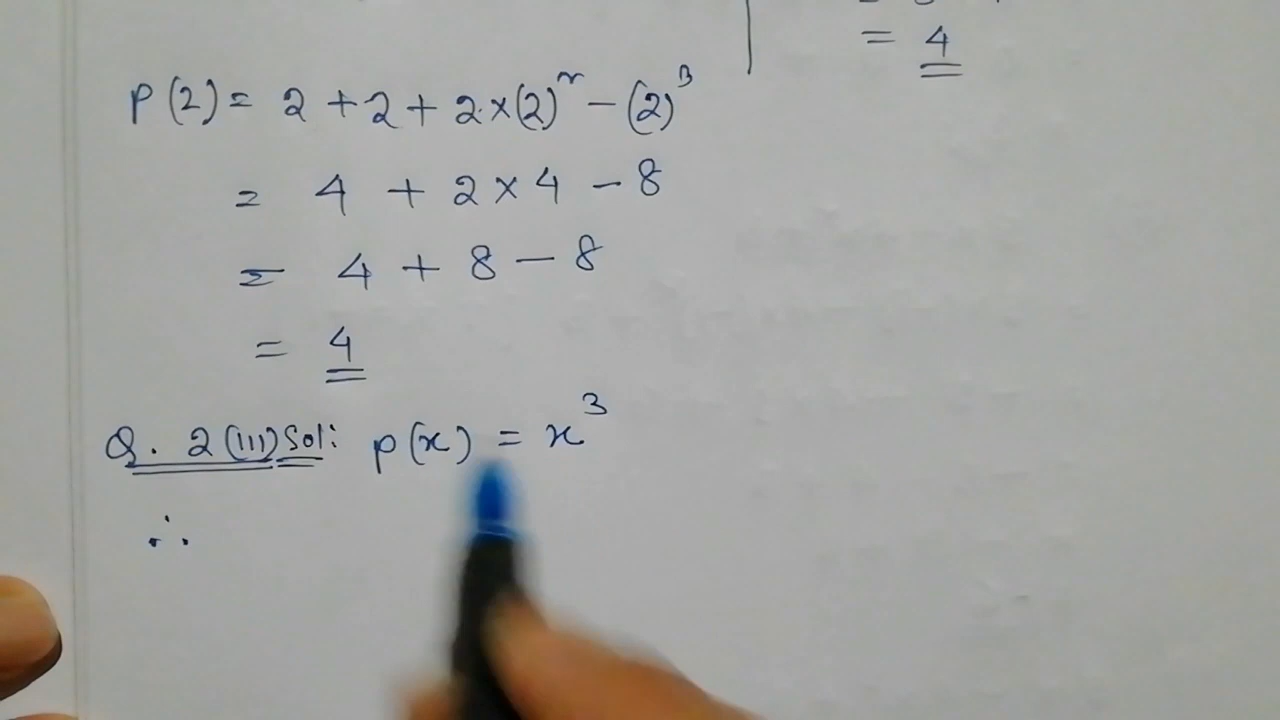 = 4
P(2) = 2 + 2 + 2×(2)² – (2)³
= 4 + 2 × 4 – 8
= 4 + 8 – 8
= 4
Q. 2(III) Sol: p(x) = x³
∴